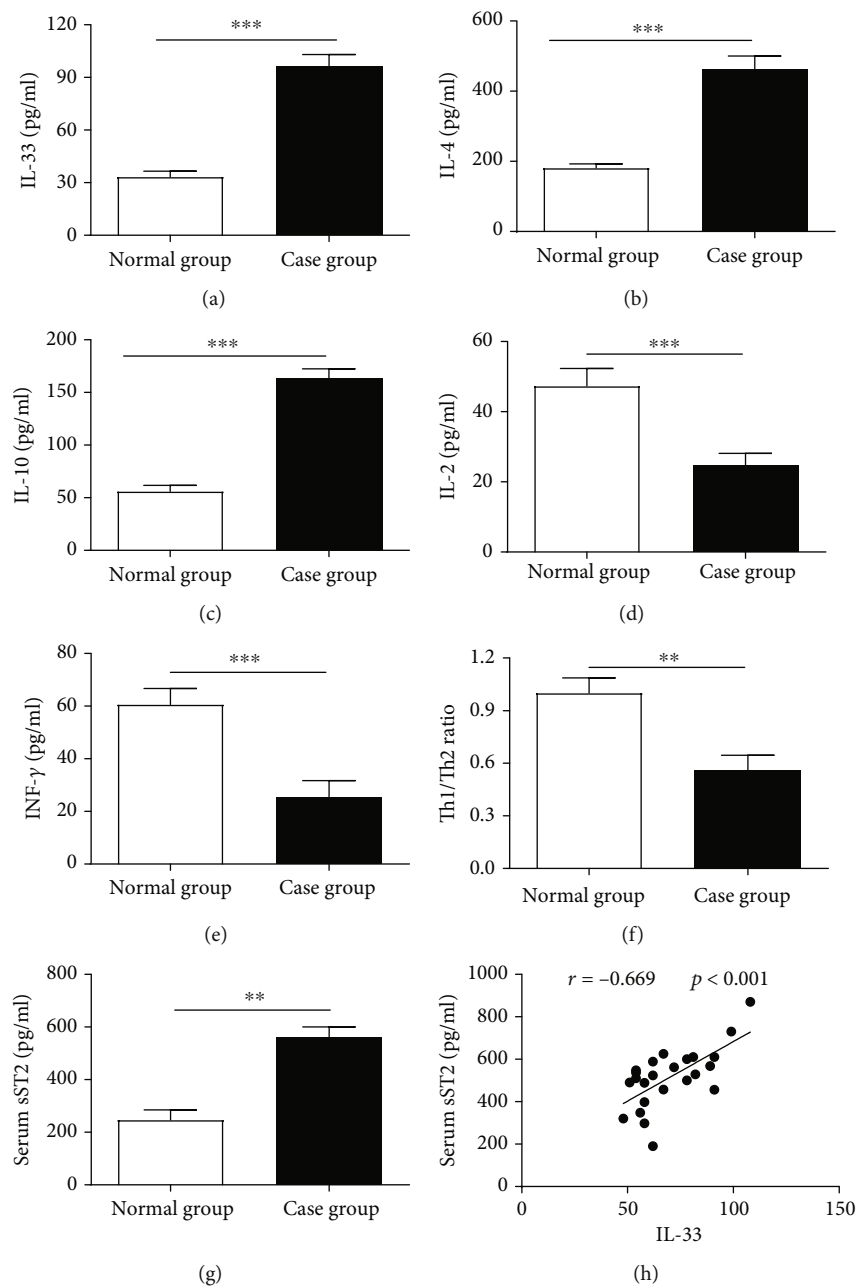 120
90
60
30
0
IL-33 (pg/ml)
***
Normal group
Case group
(a)
600
400
200
0
IL-4 (pg/ml)
***
Normal group
Case group
(b)
200
150
100
50
0
IL-10 (pg/ml)
***
Normal group
Case group
(c)
60
40
20
0
IL-2 (pg/ml)
***
Normal group
Case group
(d)
80
60
40
20
0
INF-γ (pg/ml)
***
Normal group
Case group
(e)
1.2
0.9
0.6
0.3
0.0
Th1/Th2 ratio
**
Normal group
Case group
(f)
800
600
400
200
0
Serum sST2 (pg/ml)
**
Normal group
Case group
(g)
1000
800
600
400
200
0
Serum sST2 (pg/ml)
r = –0.669 p < 0.001
0 50 100 150
IL-33
(h)